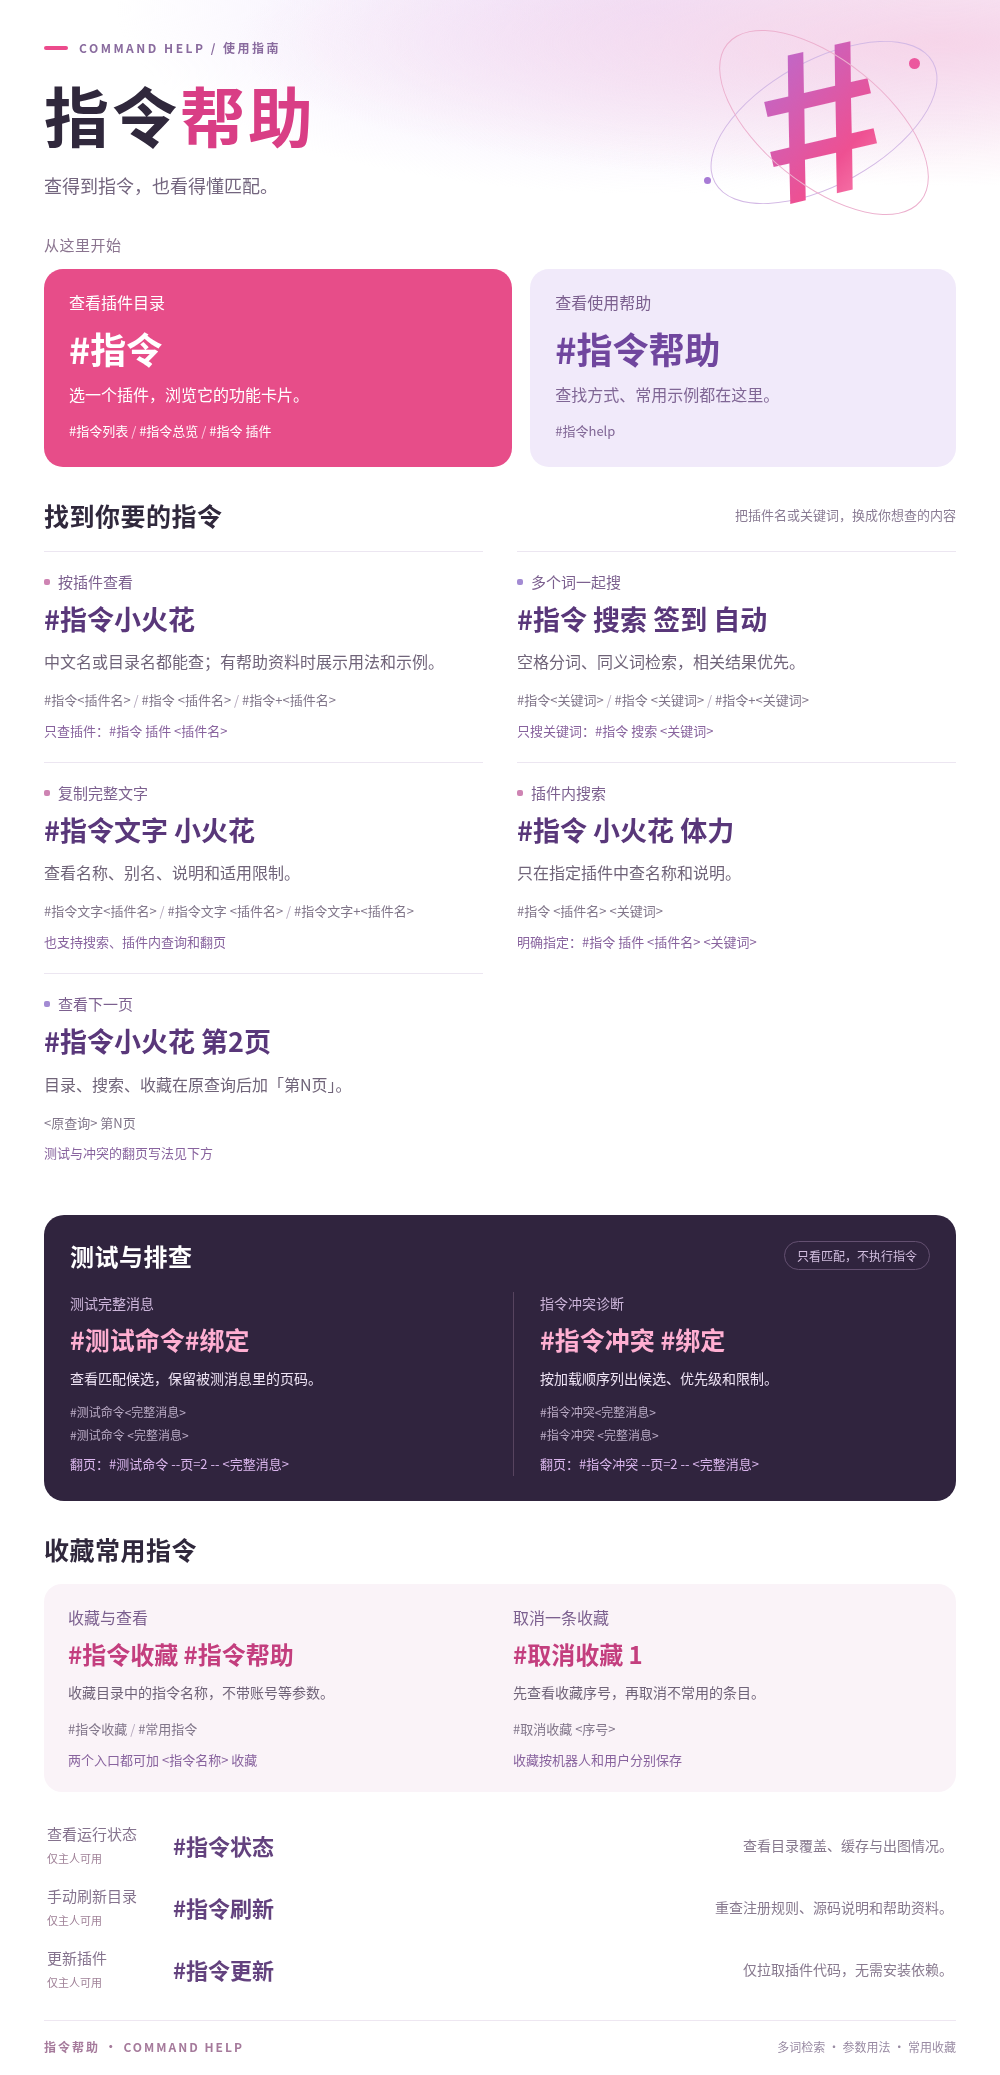 COMMAND HELP / 使用指南
指令帮助
查得到指令，也看得懂匹配。
#
从这里开始
查看插件目录
#指令
选一个插件，浏览它的功能卡片。
#指令列表 / #指令总览 / #指令 插件
查看使用帮助
#指令帮助
查找方式、常用示例都在这里。
#指令help
找到你要的指令
把插件名或关键词，换成你想查的内容
按插件查看
#指令小火花
中文名或目录名都能查；有帮助资料时展示用法和示例。
#指令<插件名> / #指令 <插件名> / #指令+<插件名>
只查插件：#指令 插件 <插件名>
多个词一起搜
#指令 搜索 签到 自动
空格分词、同义词检索，相关结果优先。
#指令<关键词> / #指令 <关键词> / #指令+<关键词>
只搜关键词：#指令 搜索 <关键词>
复制完整文字
#指令文字 小火花
查看名称、别名、说明和适用限制。
#指令文字<插件名> / #指令文字 <插件名> / #指令文字+<插件名>
也支持搜索、插件内查询和翻页
插件内搜索
#指令 小火花 体力
只在指定插件中查名称和说明。
#指令 <插件名> <关键词>
明确指定：#指令 插件 <插件名> <关键词>
查看下一页
#指令小火花 第2页
目录、搜索、收藏在原查询后加「第N页」。
<原查询> 第N页
测试与冲突的翻页写法见下方
测试与排查
只看匹配，不执行指令
测试完整消息
#测试命令#绑定
查看匹配候选，保留被测消息里的页码。
#测试命令<完整消息>
#测试命令 <完整消息>
翻页：#测试命令 --页=2 -- <完整消息>
指令冲突诊断
#指令冲突 #绑定
按加载顺序列出候选、优先级和限制。
#指令冲突<完整消息>
#指令冲突 <完整消息>
翻页：#指令冲突 --页=2 -- <完整消息>
收藏常用指令
收藏与查看
#指令收藏 #指令帮助
收藏目录中的指令名称，不带账号等参数。
#指令收藏 / #常用指令
两个入口都可加 <指令名称> 收藏
取消一条收藏
#取消收藏 1
先查看收藏序号，再取消不常用的条目。
#取消收藏 <序号>
收藏按机器人和用户分别保存
查看运行状态
仅主人可用
#指令状态
查看目录覆盖、缓存与出图情况。
手动刷新目录
仅主人可用
#指令刷新
重查注册规则、源码说明和帮助资料。
更新插件
仅主人可用
#指令更新
仅拉取插件代码，无需安装依赖。
指令帮助 · COMMAND HELP
多词检索 · 参数用法 · 常用收藏